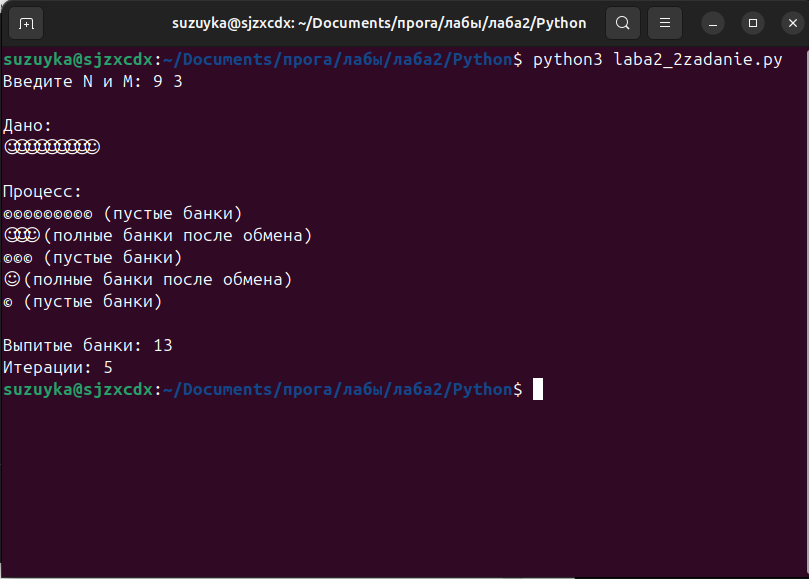 suzuyka@sjzxcdx: ~/Documents/прога/лабы/лаба2/Python
suzuyka@sjzxcdx:~/Documents/прога/лабы/лаба2/Python$ python3 laba2_2zadanie.py
Введите N и M: 9 3
Дано:
☺☺☺☺☺☺☺☺☺
Процесс:
©©©©©©©©© (пустые банки)
☺☺☺ (полные банки после обмена)
©©© (пустые банки)
☺ (полные банки после обмена)
© (пустые банки)
Выпитые банки: 13
Итерации: 5
suzuyka@sjzxcdx:~/Documents/прога/лабы/лаба2/Python$